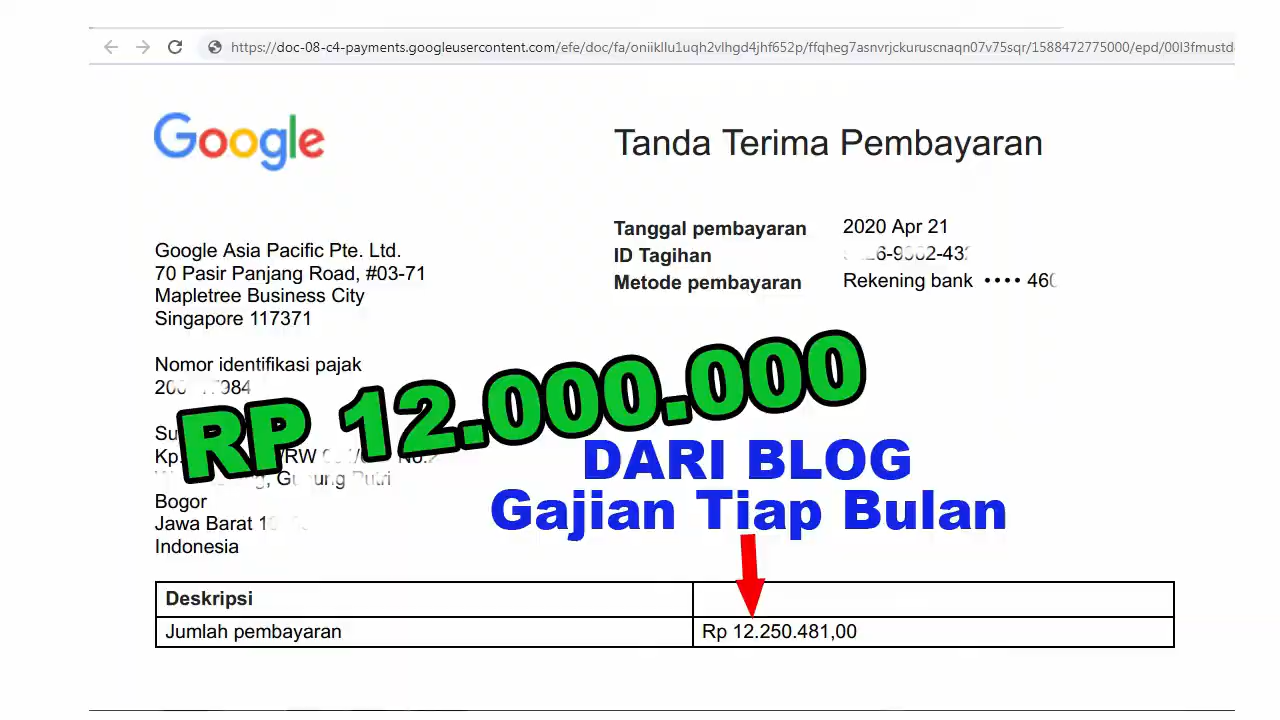 https://doc-08-c4-payments.googleusercontent.com/efe/doc/fa/oniikllu1uqh2vlhgd4jhf652p/ffqheg7asnvrjckuruscnaqn07v75sqr/1588472775000/epd/00l3fmustd
Google
Tanda Terima Pembayaran
Tanggal pembayaran 2020 Apr 21
ID Tagihan
Metode pembayaran Rekening bank •••• 460
Google Asia Pacific Pte. Ltd.
70 Pasir Panjang Road, #03-71
Mapletree Business City
Singapore 117371
Nomor identifikasi pajak
RP 12.000.000
DARI BLOG
Gajian Tiap Bulan
Kp.
Bogor
Jawa Barat
Indonesia
Deskripsi
Jumlah pembayaran Rp 12.250.481,00